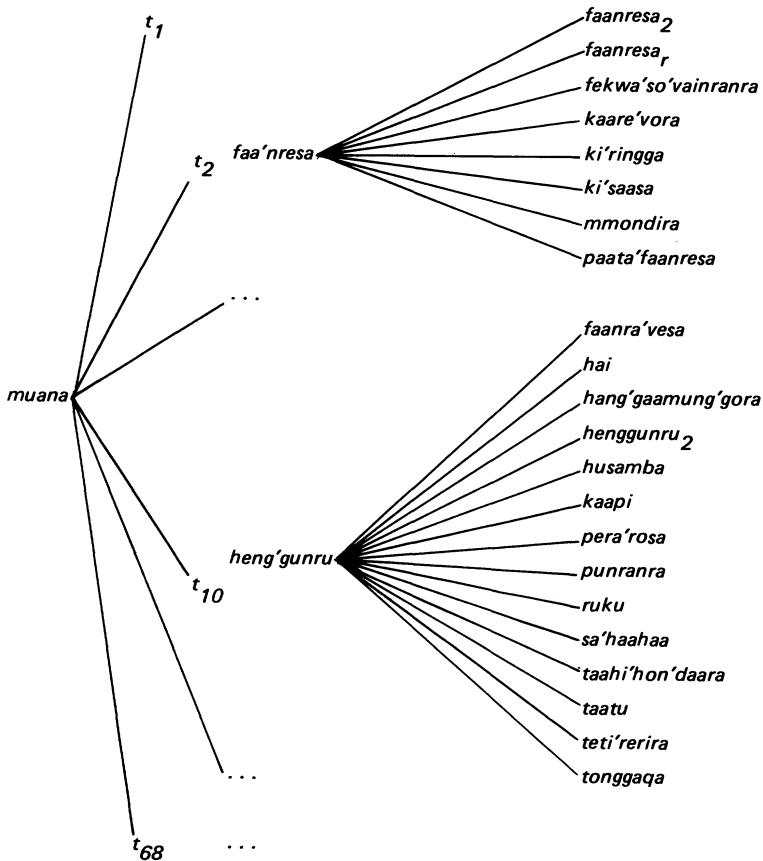 t1
t2
...
muana
t10
...
t68
...
faa'nresa
faanresa2
faanresar
fekwa'so'vainranra
kaare'vora
ki'ringga
ki'saasa
mmondira
paata'faanresa
heng'gunru
faanra'vesa
hai
hang'gaamung'gora
henggunru2
husamba
kaapi
pera'rosa
punranra
ruku
sa'haahaa
taahi'hon'daara
taatu
teti'rerira
tonggaqa